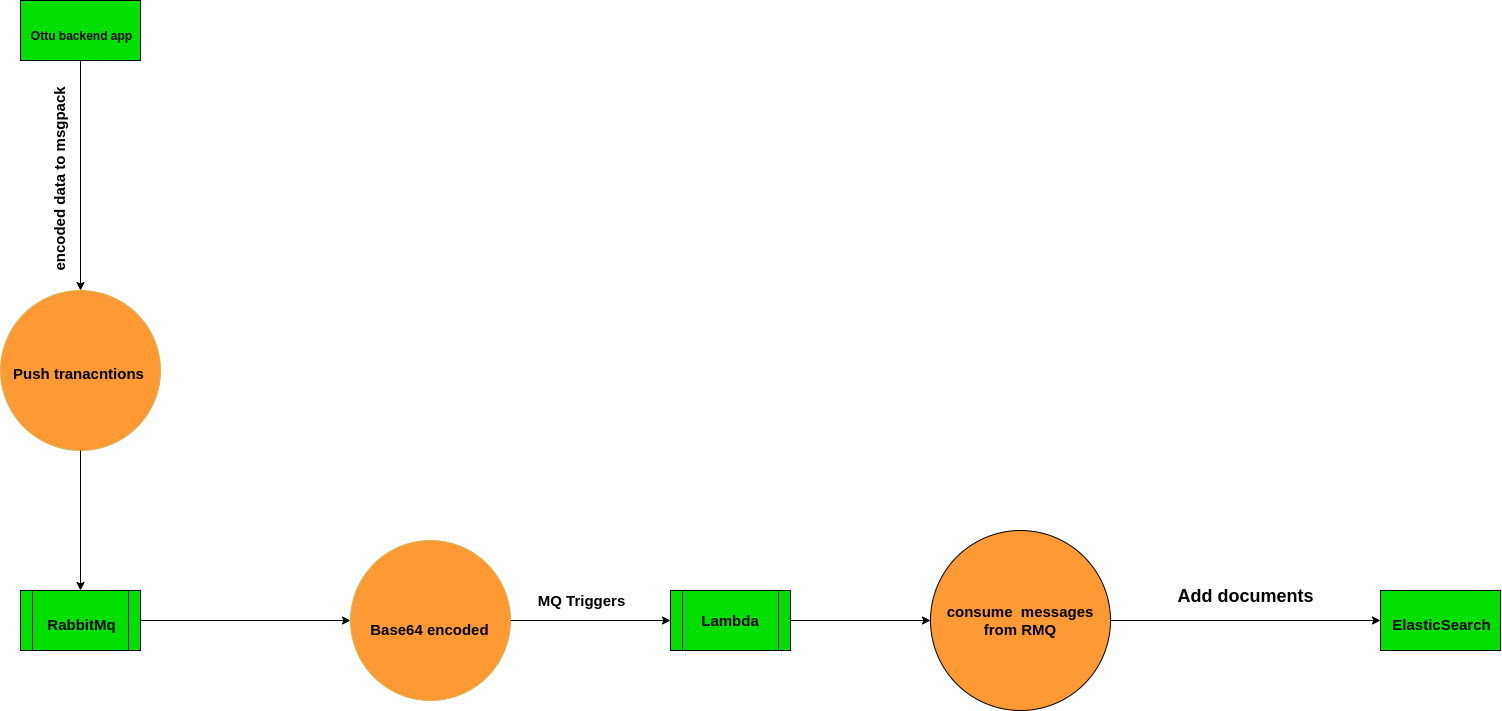 Ottu backend app
encoded data to msgpack
Push tranacntions
RabbitMq
Base64 encoded
MQ Triggers
Lambda
consume  messages
from RMQ
Add documents
ElasticSearch